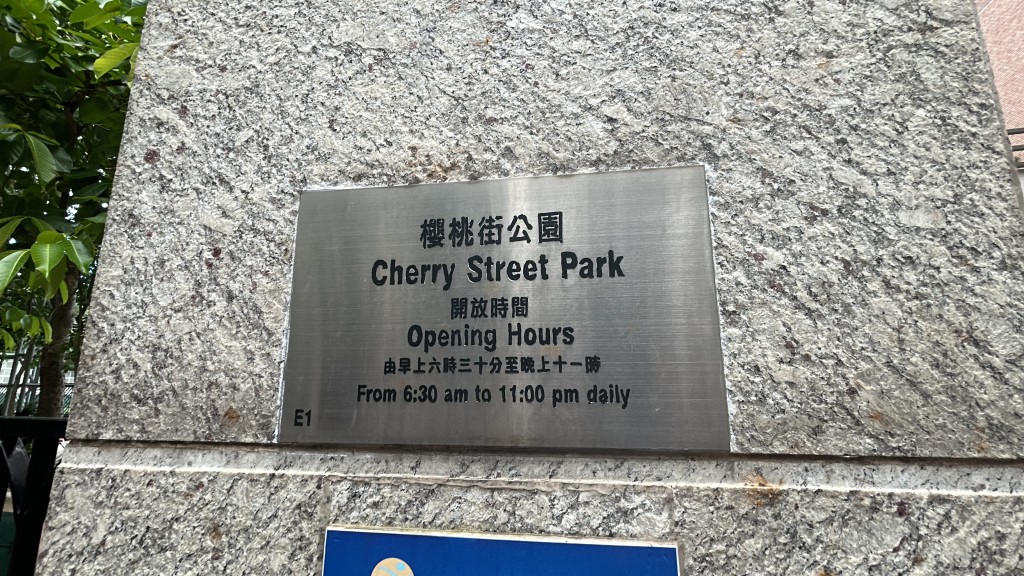 櫻桃街公園
Cherry Street Park
開放時間
Opening Hours
由早上六時三十分至晚上十一時
From 6:30 am to 11:00 pm daily
E1